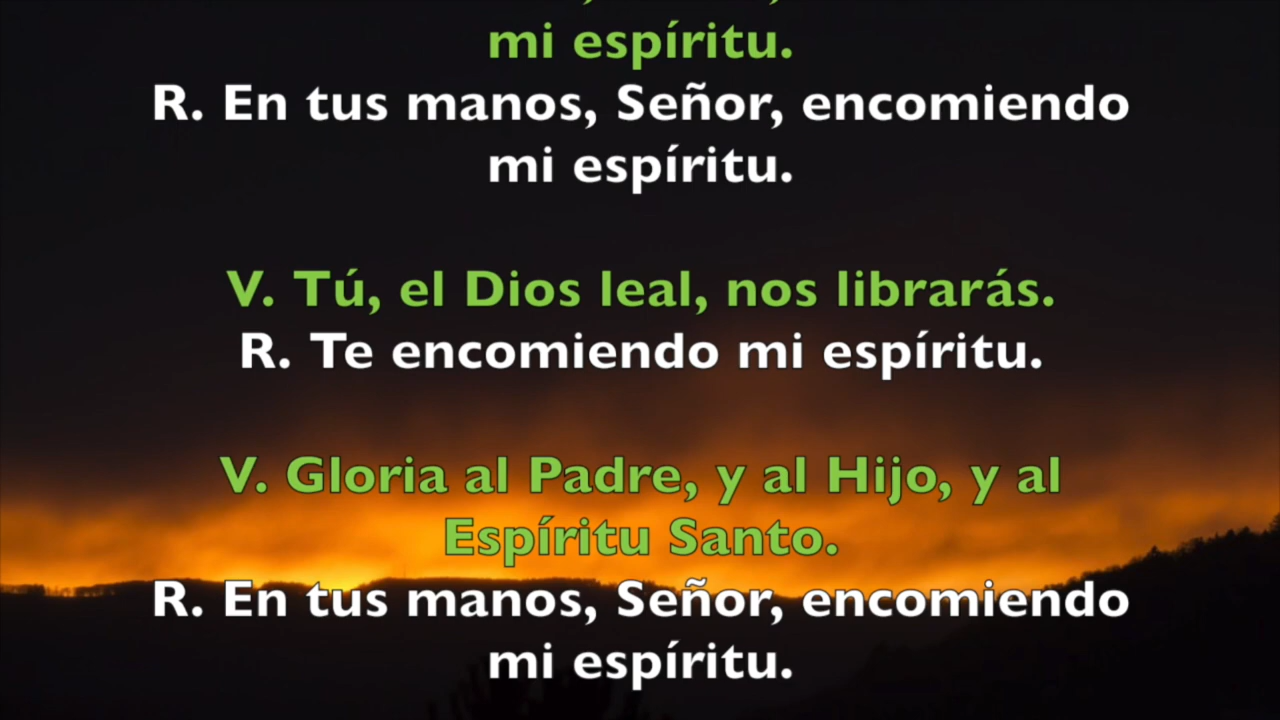 mi espíritu.
R. En tus manos, Señor, encomiendo
mi espíritu.
V. Tú, el Dios leal, nos librarás.
R. Te encomiendo mi espíritu.
V. Gloria al Padre, y al Hijo, y al
Espíritu Santo.
R. En tus manos, Señor, encomiendo
mi espíritu.